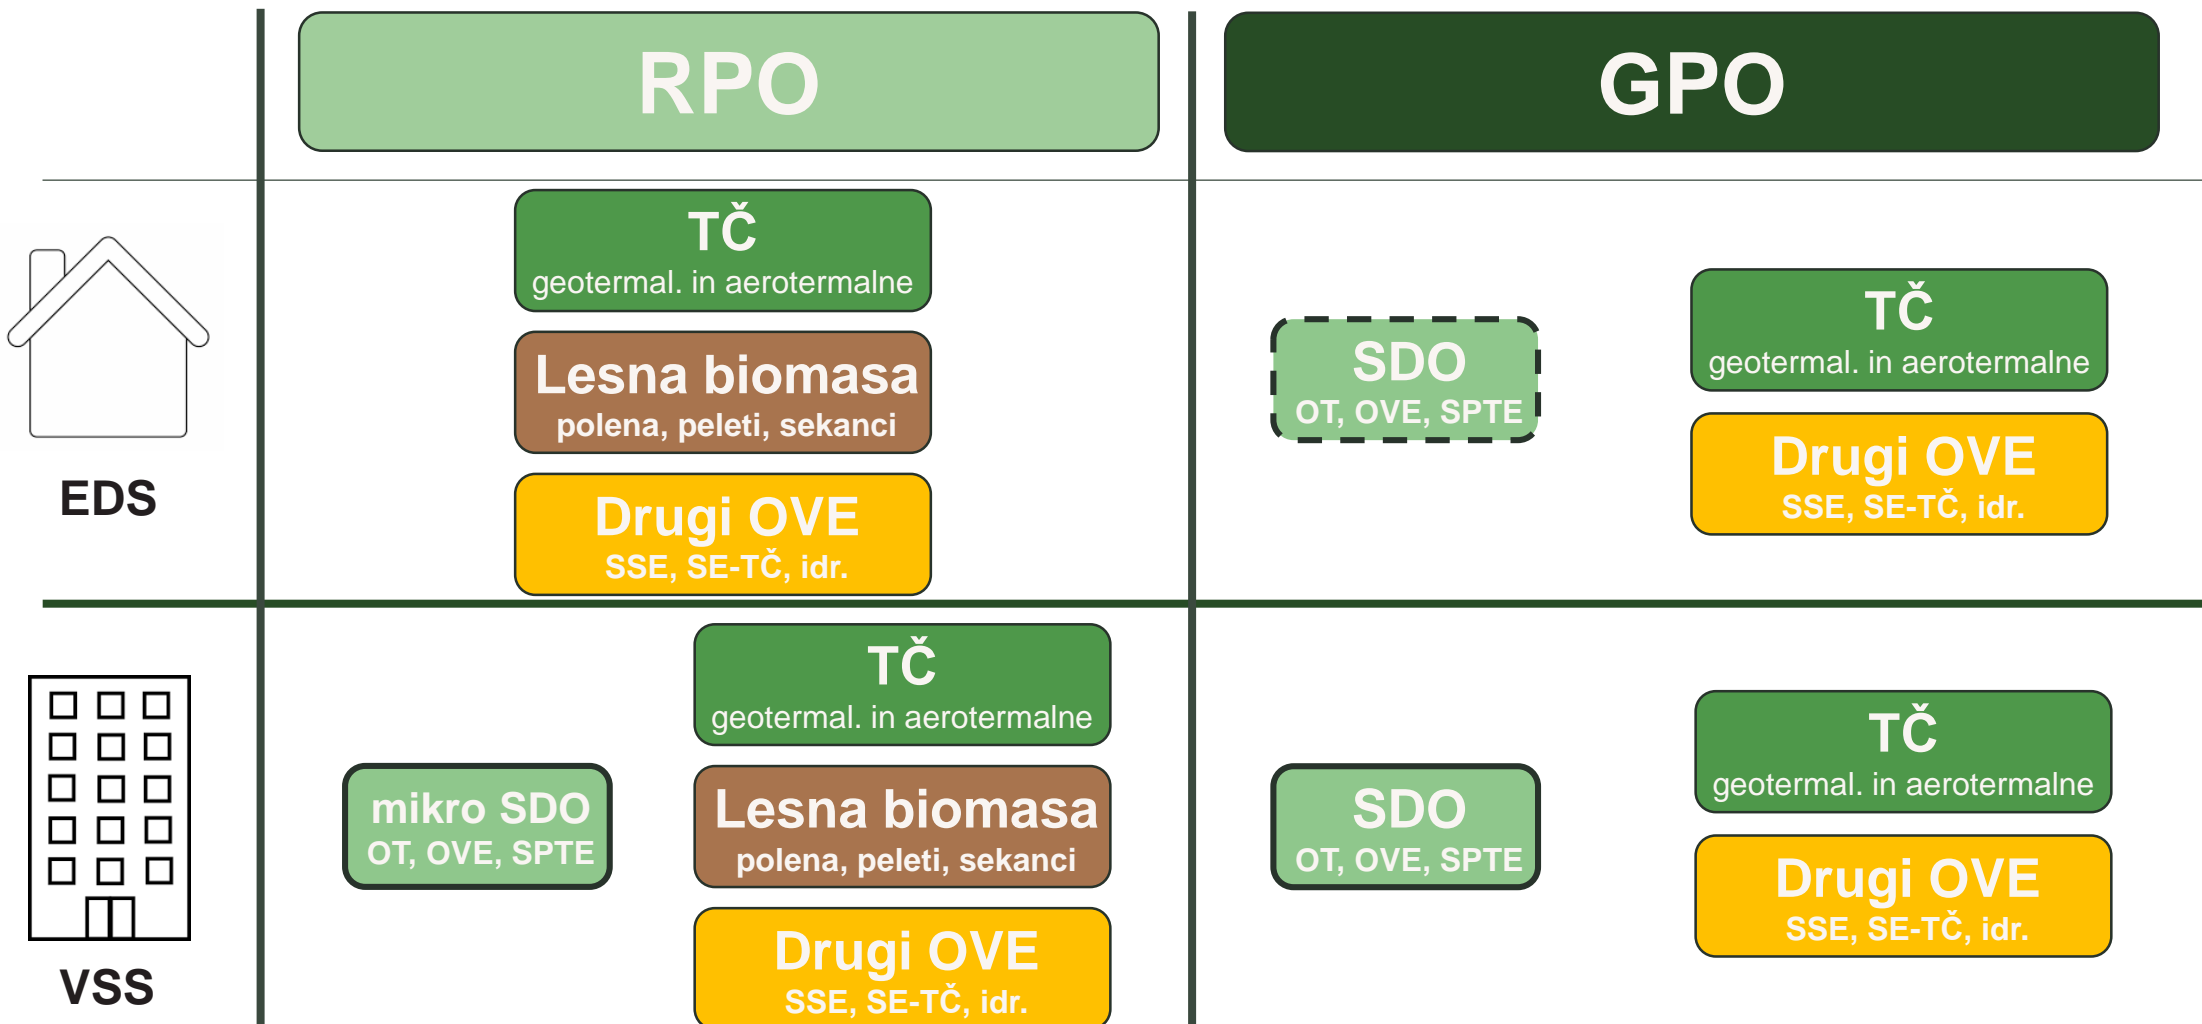 RPO
GPO
EDS
TČ
geotermal. in aerotermalne
Lesna biomasa
polena, peleti, sekanci
Drugi OVE
SSE, SE-TČ, idr.
SDO
OT, OVE, SPTE
TČ
geotermal. in aerotermalne
Drugi OVE
SSE, SE-TČ, idr.
VSS
mikro SDO
OT, OVE, SPTE
TČ
geotermal. in aerotermalne
Lesna biomasa
polena, peleti, sekanci
Drugi OVE
SSE, SE-TČ, idr.
SDO
OT, OVE, SPTE
TČ
geotermal. in aerotermalne
Drugi OVE
SSE, SE-TČ, idr.